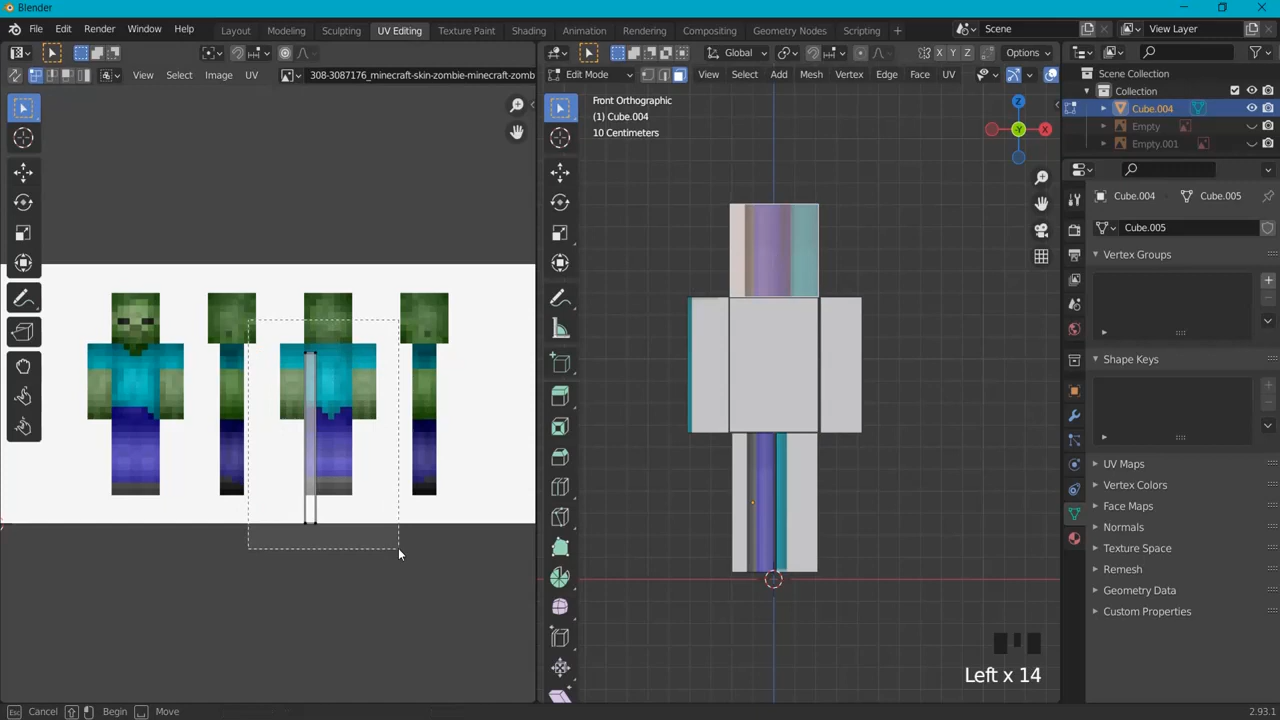 Blender
File Edit Render Window Help
Layout Modeling Sculpting UV Editing Texture Paint Shading Animation Rendering Compositing Geometry Nodes Scripting +
Scene
View Layer
Global
Options
View Select Image UV
308-3087176_minecraft-skin-zombie-minecraft-zomb
Edit Mode
View Select Add Mesh Vertex Edge Face UV
Scene Collection
Collection
Cube.004
Empty
Empty.001
Front Orthographic
(1) Cube.004
10 Centimeters
Z
X
-Y
Cube.004
Cube.005
Cube.005
Vertex Groups
Shape Keys
UV Maps
Vertex Colors
Face Maps
Normals
Texture Space
Remesh
Geometry Data
Custom Properties
Left x 14
Esc Cancel Begin Move
2.93.1